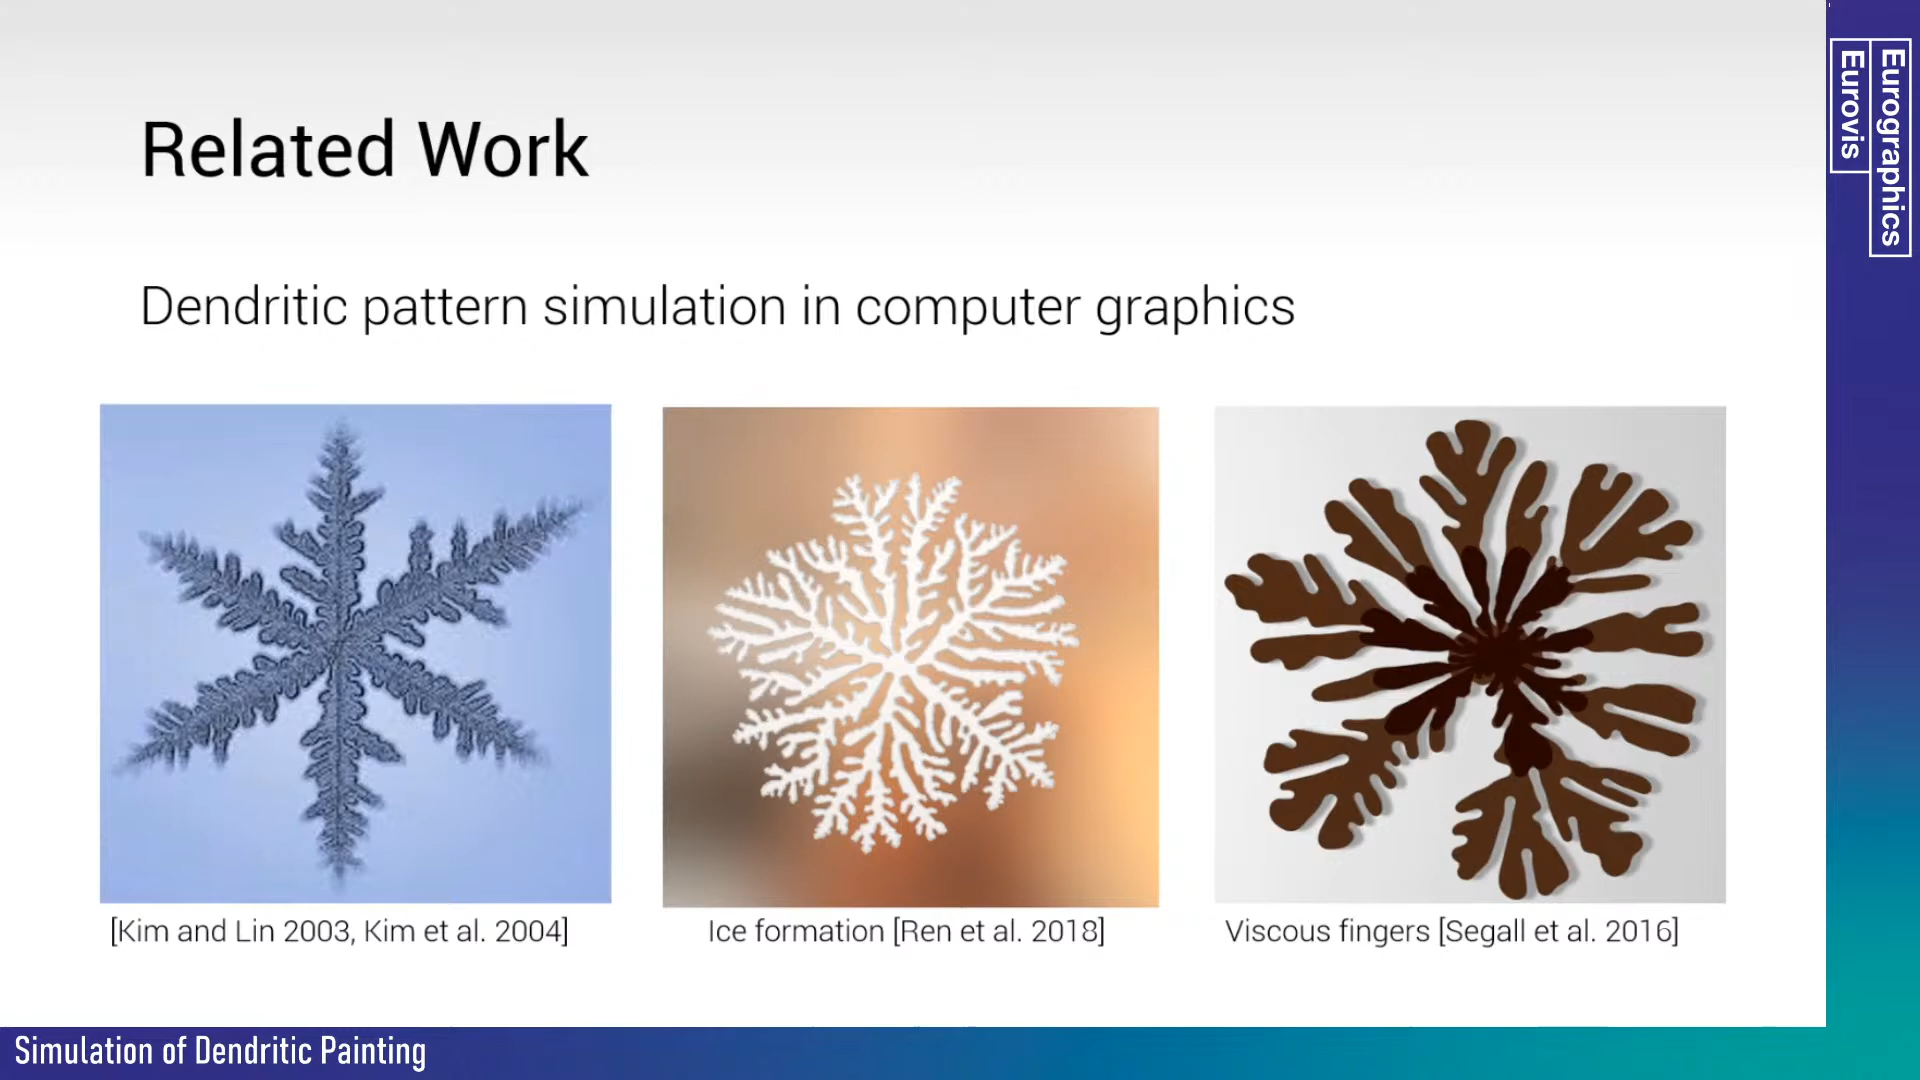 Related Work
Dendritic pattern simulation in computer graphics
[Kim and Lin 2003, Kim et al. 2004]
Ice formation [Ren et al. 2018]
Viscous fingers [Segall et al. 2016]
Simulation of Dendritic Painting
Eurographics
Eurovis